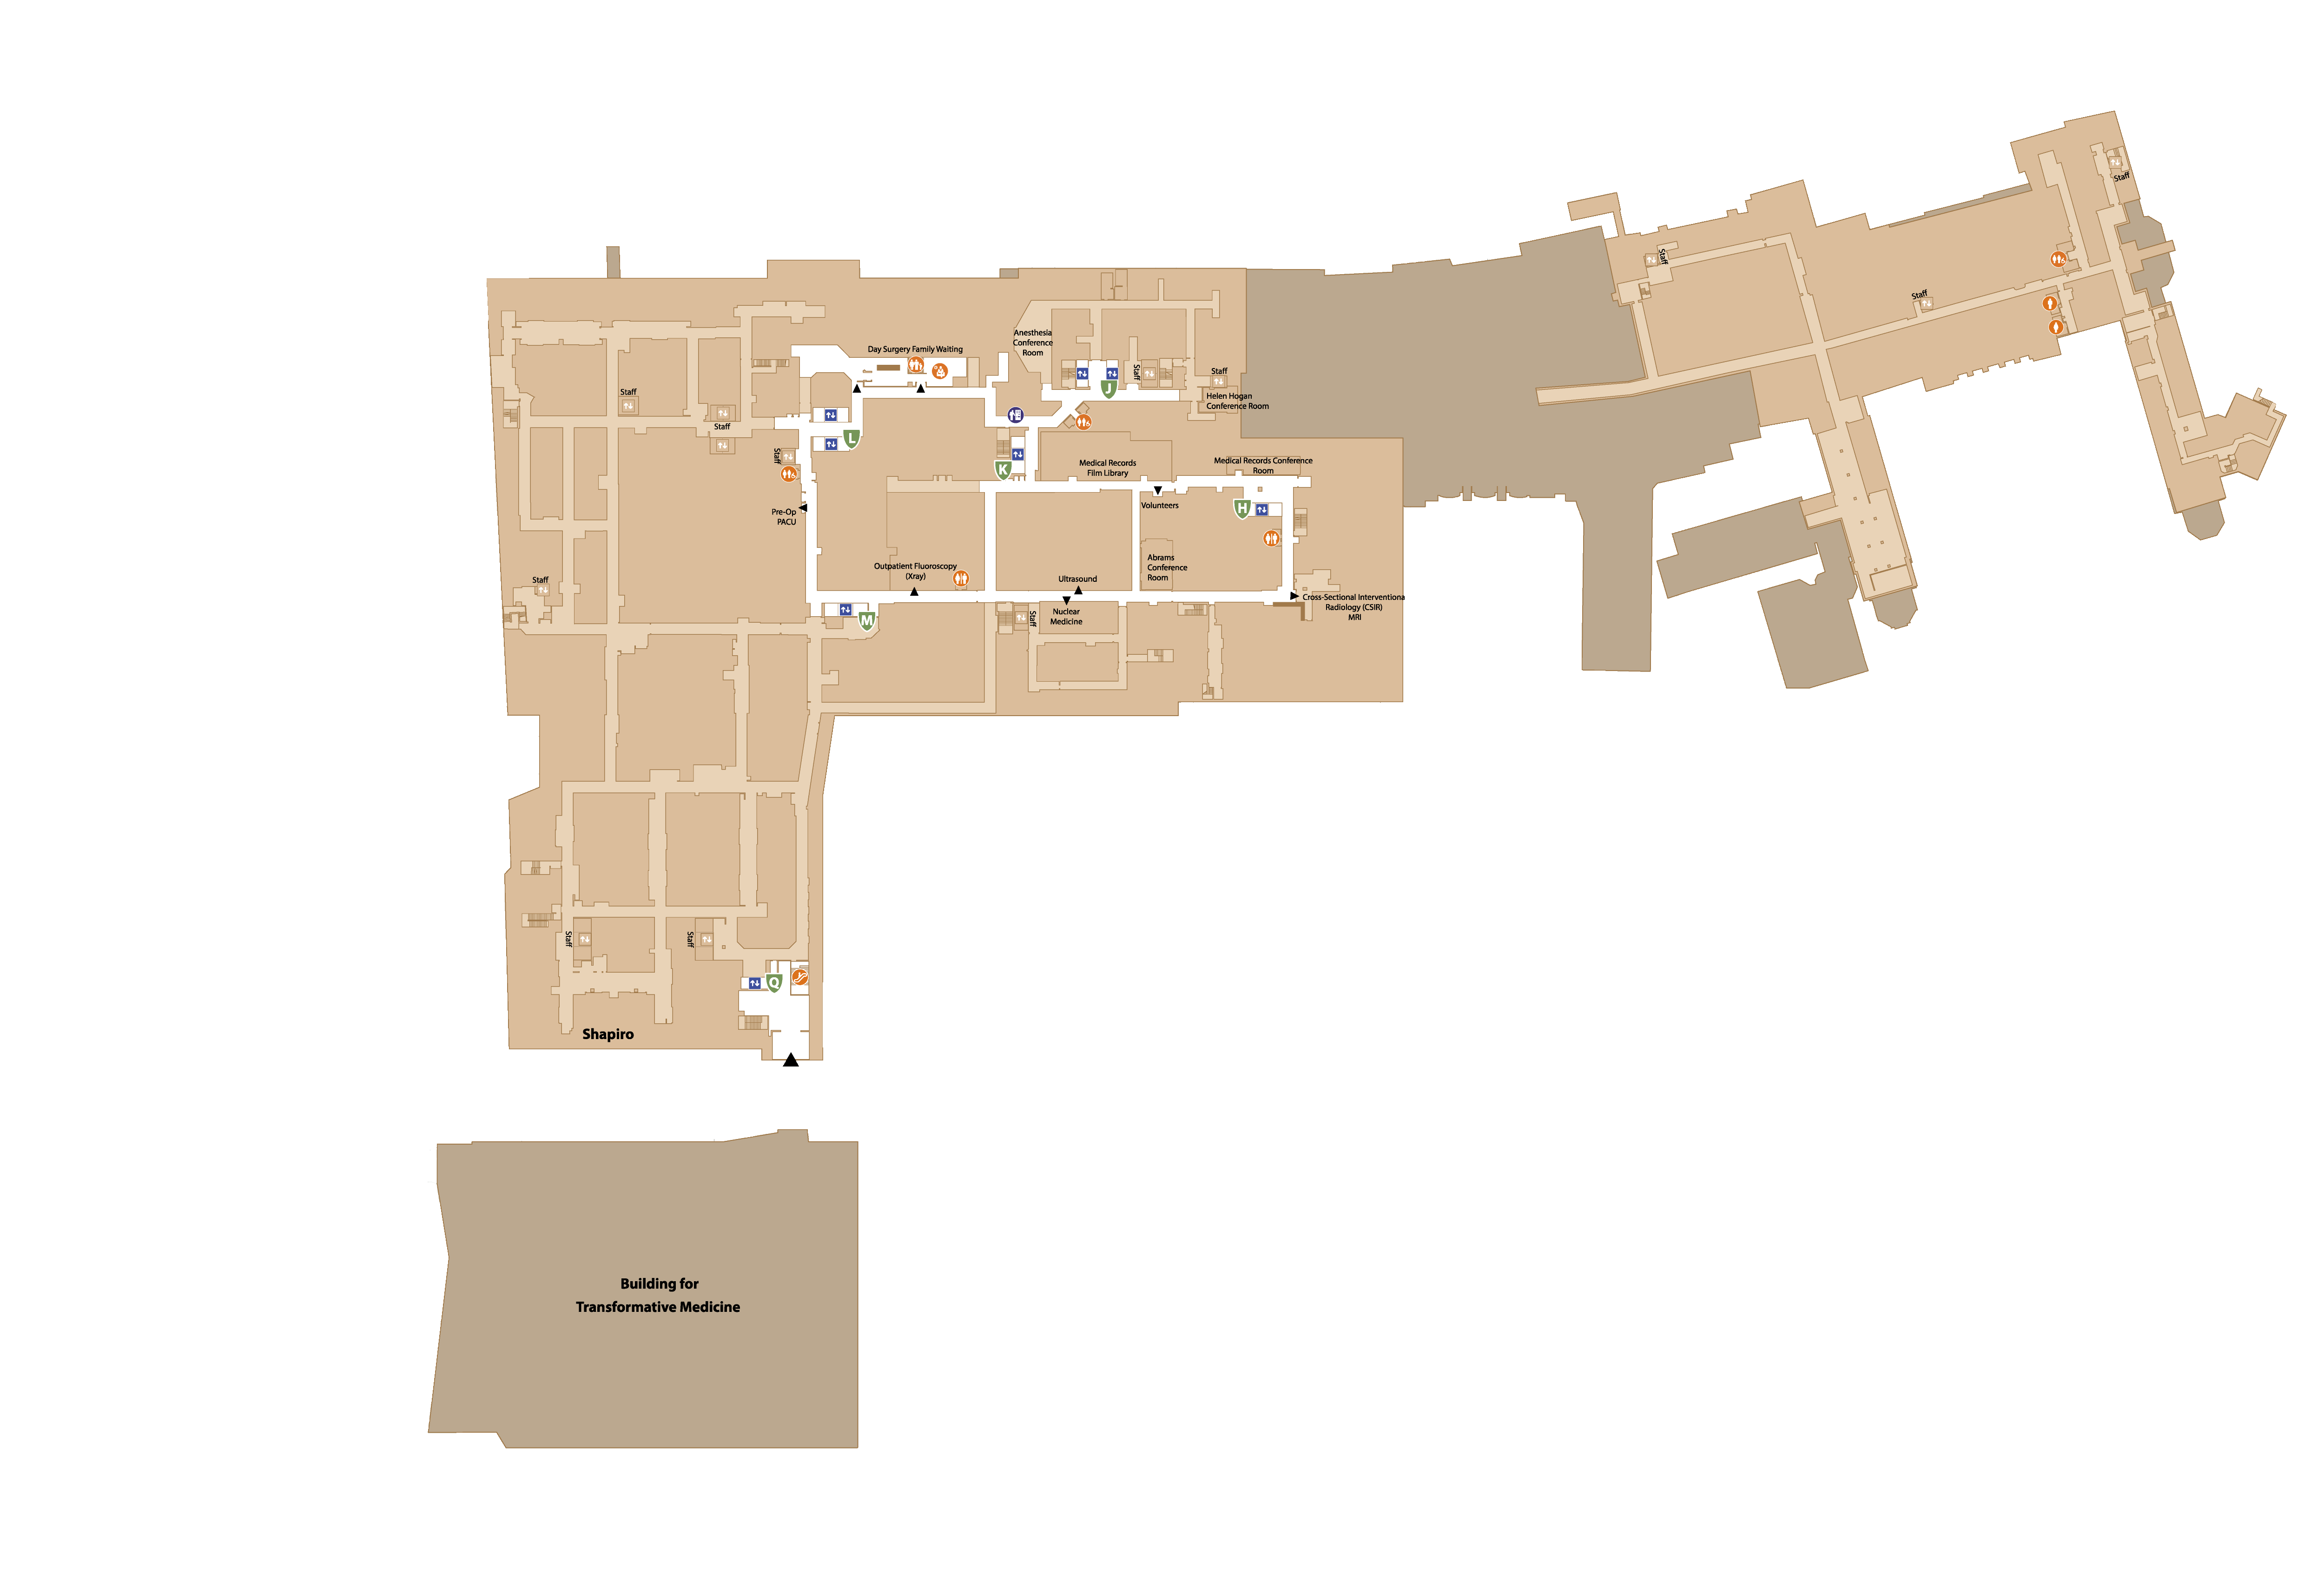 Staff
Staff
Staff
Anesthesia
Conference
Room
Day Surgery Family Waiting
Staff
Staff
J
Staff
Helen Hogan
Conference Room
Staff
L
K
Staff
Medical Records
Film Library
Medical Records Conference
Room
Pre-Op
PACU
Volunteers
H
Outpatient Fluoroscopy
(Xray)
Abrams
Conference
Room
Staff
Ultrasound
M
Staff
Nuclear
Medicine
Cross-Sectional Interventiona
Radiology (CSIR)
MRI
Staff
Staff
Q
Shapiro
Building for
Transformative Medicine